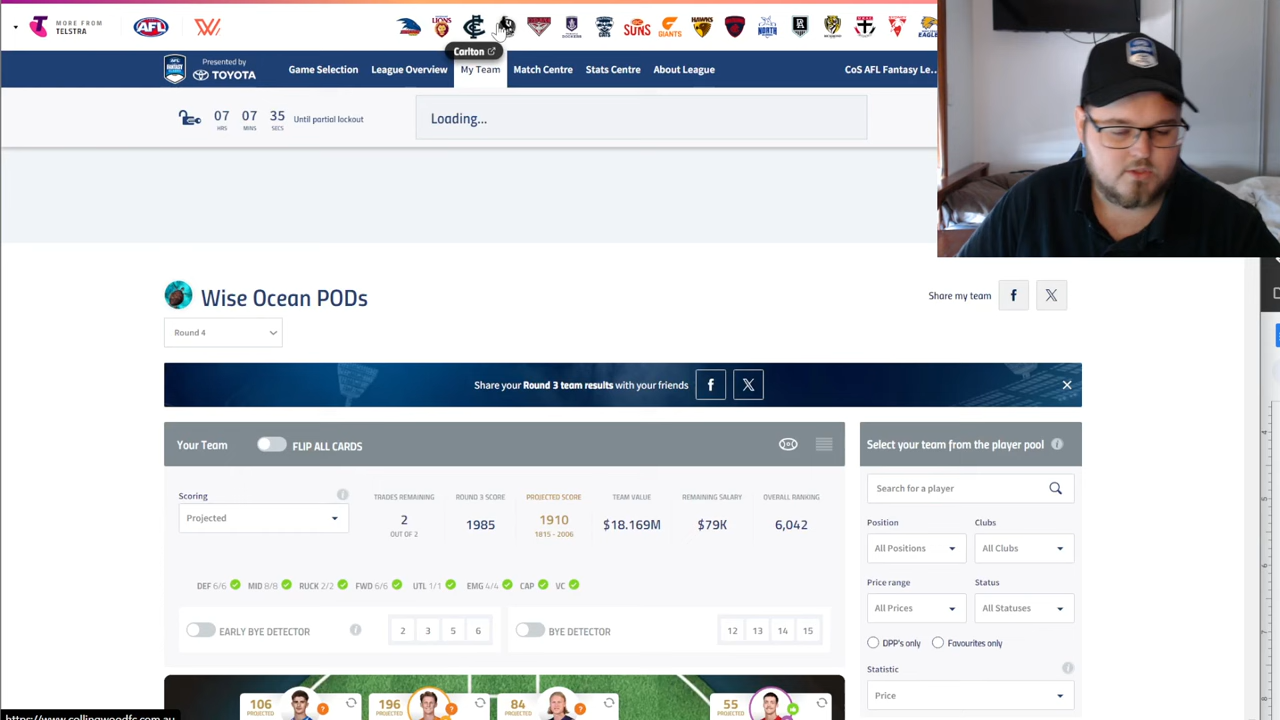 MORE FROM
TELSTRA
AFL
SUNS
GIANTS
HAWKS
NORTH
EAGLES
Carlton
Presented by
TOYOTA
Game Selection
League Overview
My Team
Match Centre
Stats Centre
About League
CoS AFL Fantasy Le...
07 07 35
HRS MINS SECS
Until partial lockout
Loading...
Wise Ocean PODs
Share my team
Round 4
Share your Round 3 team results with your friends
Your Team
FLIP ALL CARDS
Select your team from the player pool
Scoring
Projected
TRADES REMAINING
2
OUT OF 2
ROUND 3 SCORE
1985
PROJECTED SCORE
1910
1815 - 2006
TEAM VALUE
$18.169M
REMAINING SALARY
$79K
OVERALL RANKING
6,042
Search for a player
Position
All Positions
Clubs
All Clubs
Price range
All Prices
Status
All Statuses
DPP's only
Favourites only
Statistic
Price
DEF 6/6
MID 8/8
RUCK 2/2
FWD 6/6
UTL 1/1
EMG 4/4
CAP
VC
EARLY BYE DETECTOR
2 3 5 6
BYE DETECTOR
12 13 14 15
106
PROJECTED
196
PROJECTED
84
PROJECTED
55
PROJECTED
https://www.collingwoodfc.com.au